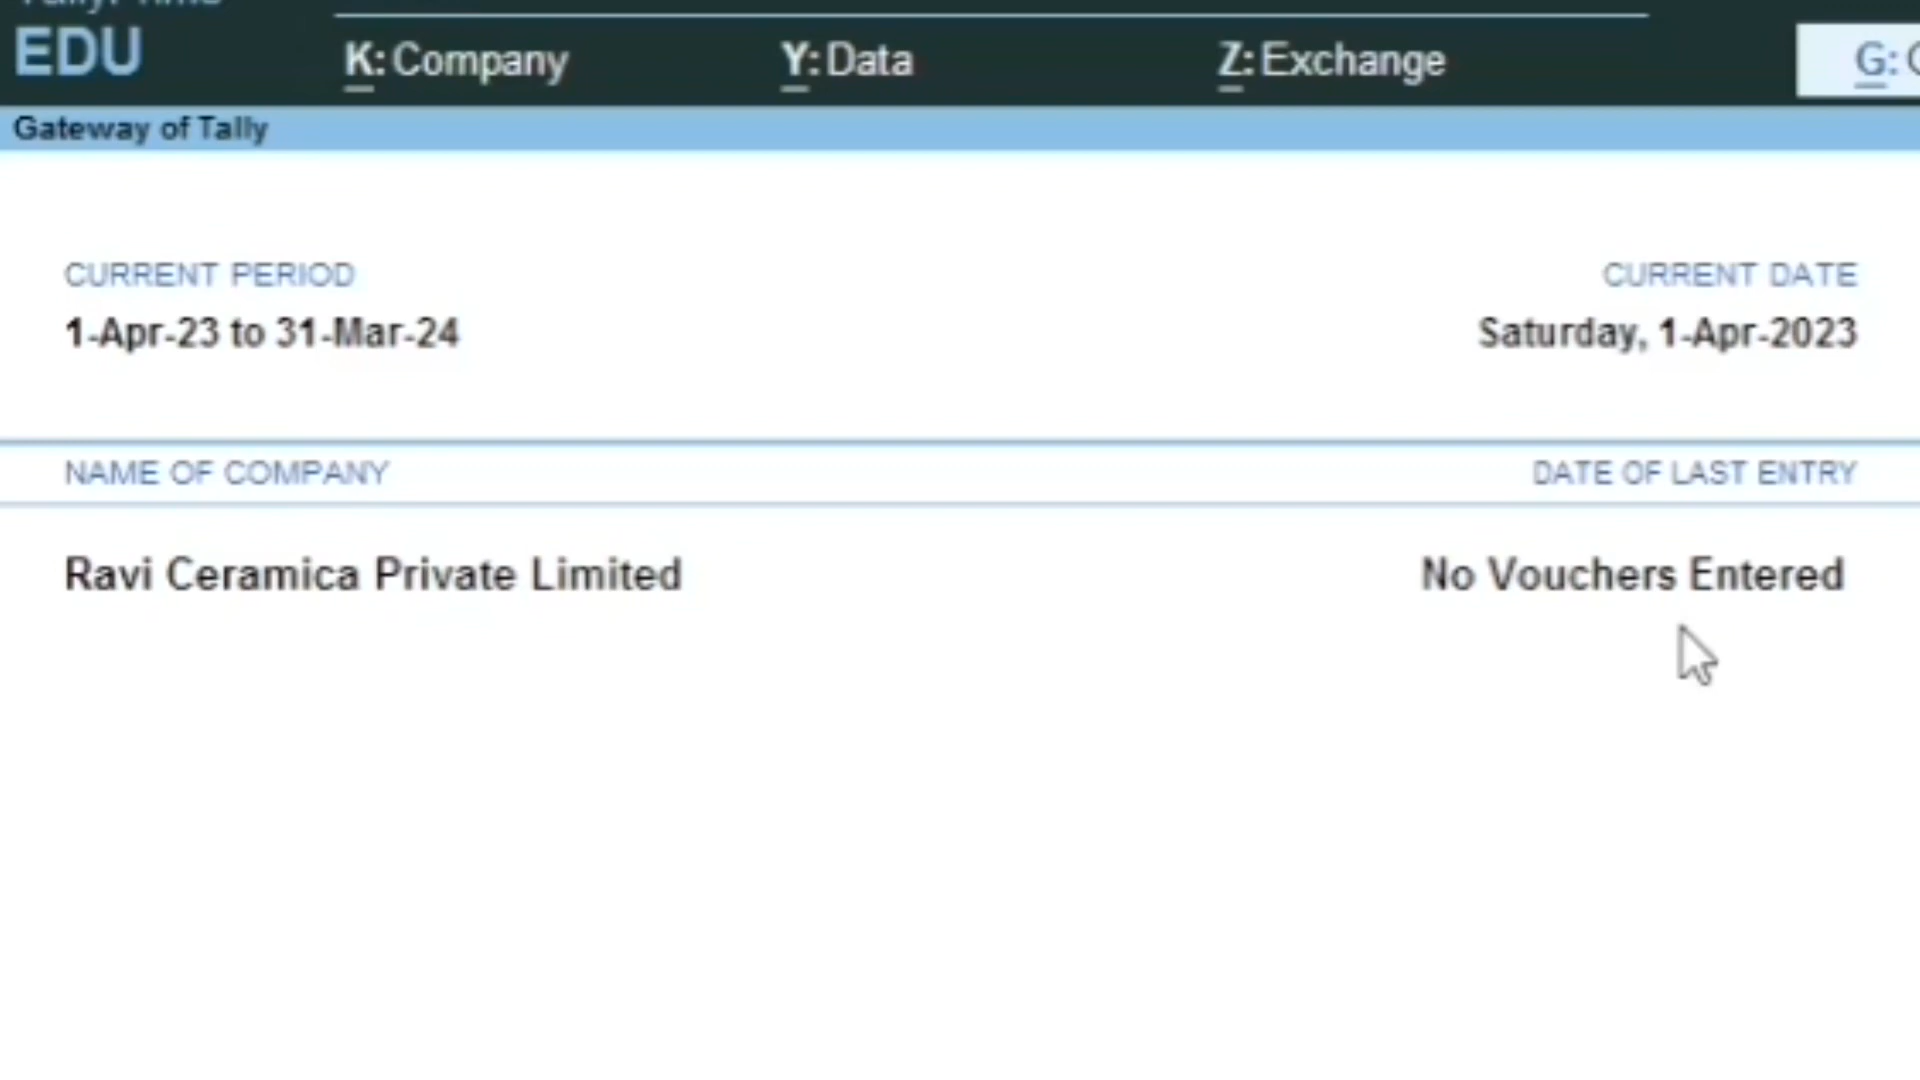 EDU
K: Company Y: Data Z: Exchange G:
Gateway of Tally
CURRENT PERIOD CURRENT DATE
1-Apr-23 to 31-Mar-24 Saturday, 1-Apr-2023
NAME OF COMPANY DATE OF LAST ENTRY
Ravi Ceramica Private Limited No Vouchers Entered